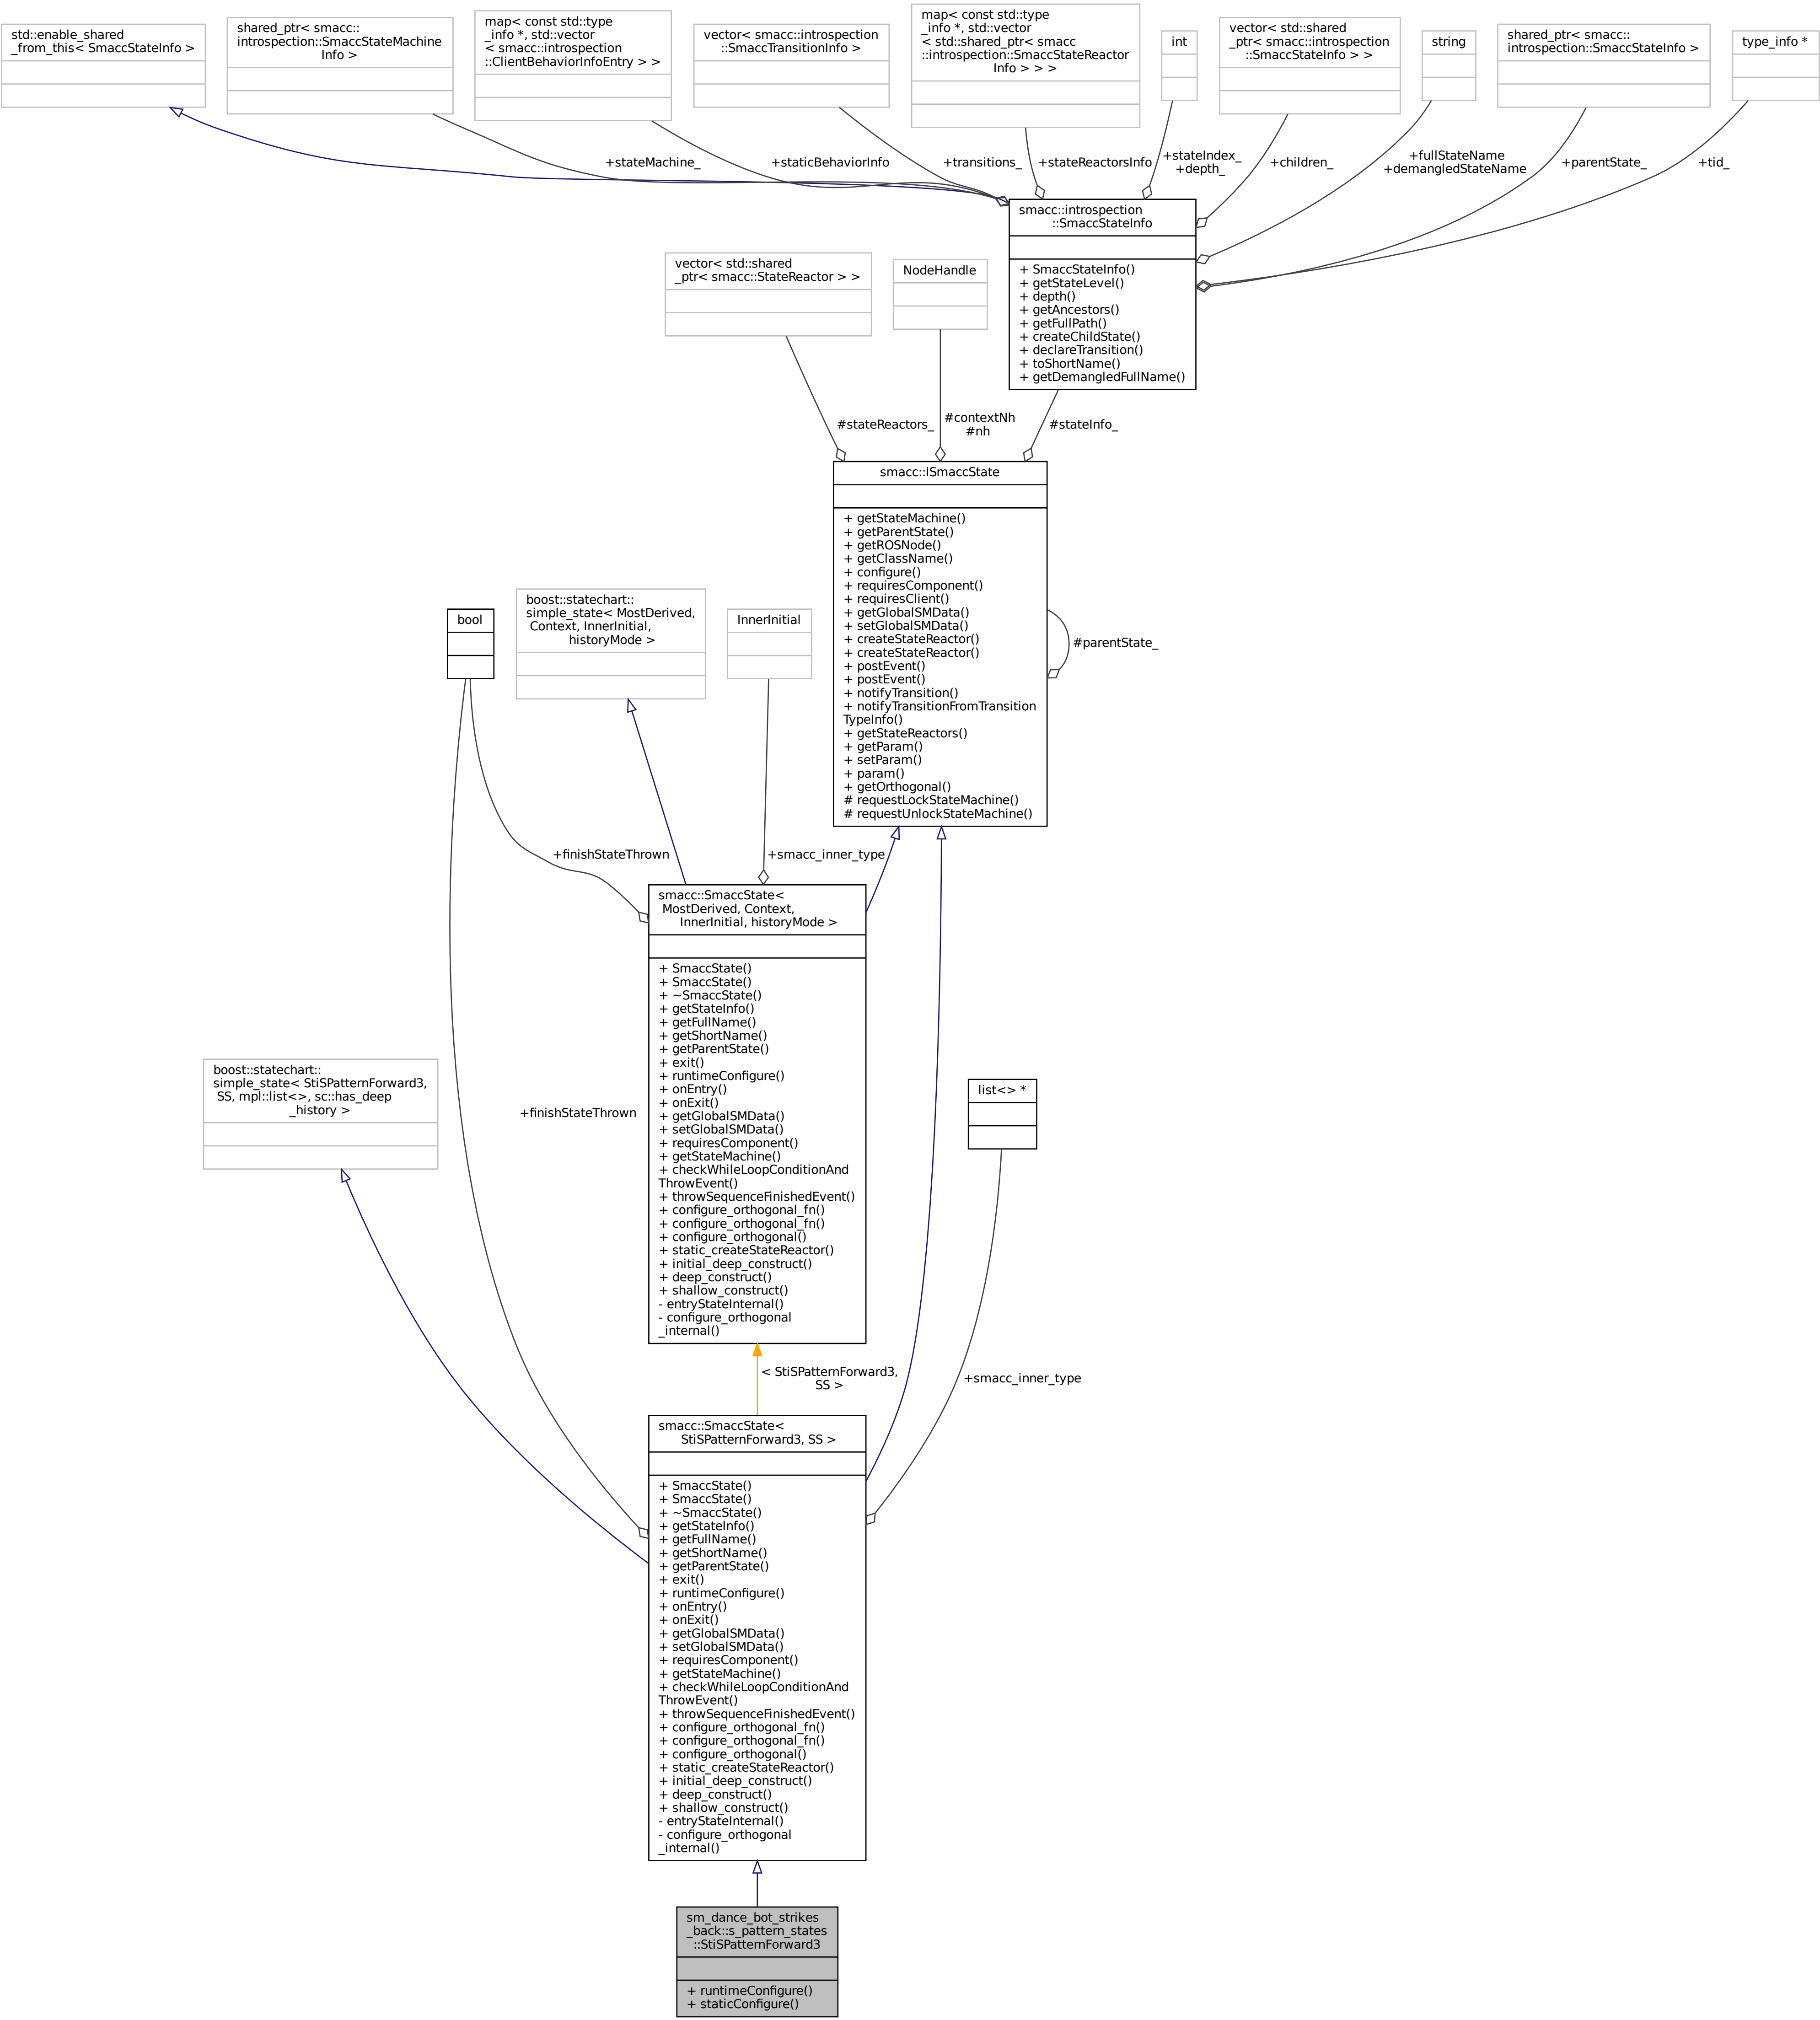 std::enable_shared
_from_this< SmaccStateInfo >
shared_ptr< smacc::
introspection::SmaccStateMachine
Info >
map< const std::type
_info *, std::vector
< smacc::introspection
::ClientBehaviorInfoEntry > >
vector< smacc::introspection
::SmaccTransitionInfo >
map< const std::type
_info *, std::vector
< std::shared_ptr< smacc
::introspection::SmaccStateReactor
Info > > >
int
vector< std::shared
_ptr< smacc::introspection
::SmaccStateInfo > >
string
shared_ptr< smacc::
introspection::SmaccStateInfo >
type_info *
+stateMachine_
+staticBehaviorInfo
+transitions_
+stateReactorsInfo
+stateIndex_
+depth_
+children_
+fullStateName
+demangledStateName
+parentState_
+tid_
smacc::introspection
::SmaccStateInfo
+ SmaccStateInfo()
+ getStateLevel()
+ depth()
+ getAncestors()
+ getFullPath()
+ createChildState()
+ declareTransition()
+ toShortName()
+ getDemangledFullName()
vector< std::shared
_ptr< smacc::StateReactor > >
NodeHandle
#stateReactors_
#contextNh
#nh
#stateInfo_
smacc::ISmaccState
+ getStateMachine()
+ getParentState()
+ getROSNode()
+ getClassName()
+ configure()
+ requiresComponent()
+ requiresClient()
+ getGlobalSMData()
+ setGlobalSMData()
+ createStateReactor()
+ createStateReactor()
+ postEvent()
+ postEvent()
+ notifyTransition()
+ notifyTransitionFromTransition
TypeInfo()
+ getStateReactors()
+ getParam()
+ setParam()
+ param()
+ getOrthogonal()
# requestLockStateMachine()
# requestUnlockStateMachine()
#parentState_
bool
boost::statechart::
simple_state< MostDerived,
Context, InnerInitial,
historyMode >
InnerInitial
+finishStateThrown
+smacc_inner_type
smacc::SmaccState<
MostDerived, Context,
InnerInitial, historyMode >
+ SmaccState()
+ SmaccState()
+ ~SmaccState()
+ getStateInfo()
+ getFullName()
+ getShortName()
+ getParentState()
+ exit()
+ runtimeConfigure()
+ onEntry()
+ onExit()
+ getGlobalSMData()
+ setGlobalSMData()
+ requiresComponent()
+ getStateMachine()
+ checkWhileLoopConditionAnd
ThrowEvent()
+ throwSequenceFinishedEvent()
+ configure_orthogonal_fn()
+ configure_orthogonal_fn()
+ configure_orthogonal()
+ static_createStateReactor()
+ initial_deep_construct()
+ deep_construct()
+ shallow_construct()
- entryStateInternal()
- configure_orthogonal
_internal()
boost::statechart::
simple_state< StiSPatternForward3,
SS, mpl::list<>, sc::has_deep
_history >
+finishStateThrown
list<> *
< StiSPatternForward3,
SS >
+smacc_inner_type
smacc::SmaccState<
StiSPatternForward3, SS >
+ SmaccState()
+ SmaccState()
+ ~SmaccState()
+ getStateInfo()
+ getFullName()
+ getShortName()
+ getParentState()
+ exit()
+ runtimeConfigure()
+ onEntry()
+ onExit()
+ getGlobalSMData()
+ setGlobalSMData()
+ requiresComponent()
+ getStateMachine()
+ checkWhileLoopConditionAnd
ThrowEvent()
+ throwSequenceFinishedEvent()
+ configure_orthogonal_fn()
+ configure_orthogonal_fn()
+ configure_orthogonal()
+ static_createStateReactor()
+ initial_deep_construct()
+ deep_construct()
+ shallow_construct()
- entryStateInternal()
- configure_orthogonal
_internal()
sm_dance_bot_strikes
_back::s_pattern_states
::StiSPatternForward3
+ runtimeConfigure()
+ staticConfigure()